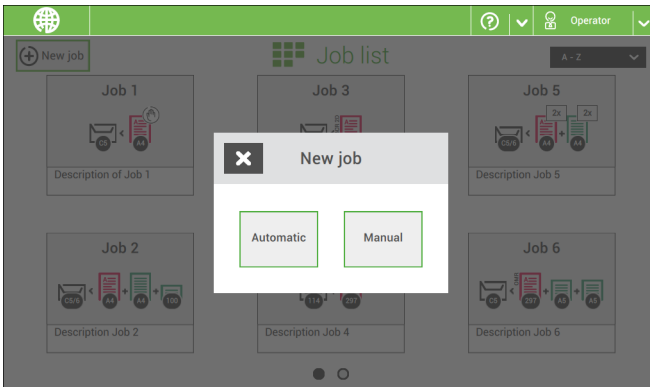 Operator
New job
Job list
A - Z
Job 1
C5
A4
Description of Job 1
Job 3
Job 5
2x
2x
C5/6
A4
A4
Description Job 5
New job
Automatic
Manual
Job 2
C5/6
A4
A4
100
Description Job 2
114
297
Description Job 4
Job 6
C5
OMR
297
A5
A5
Description Job 6